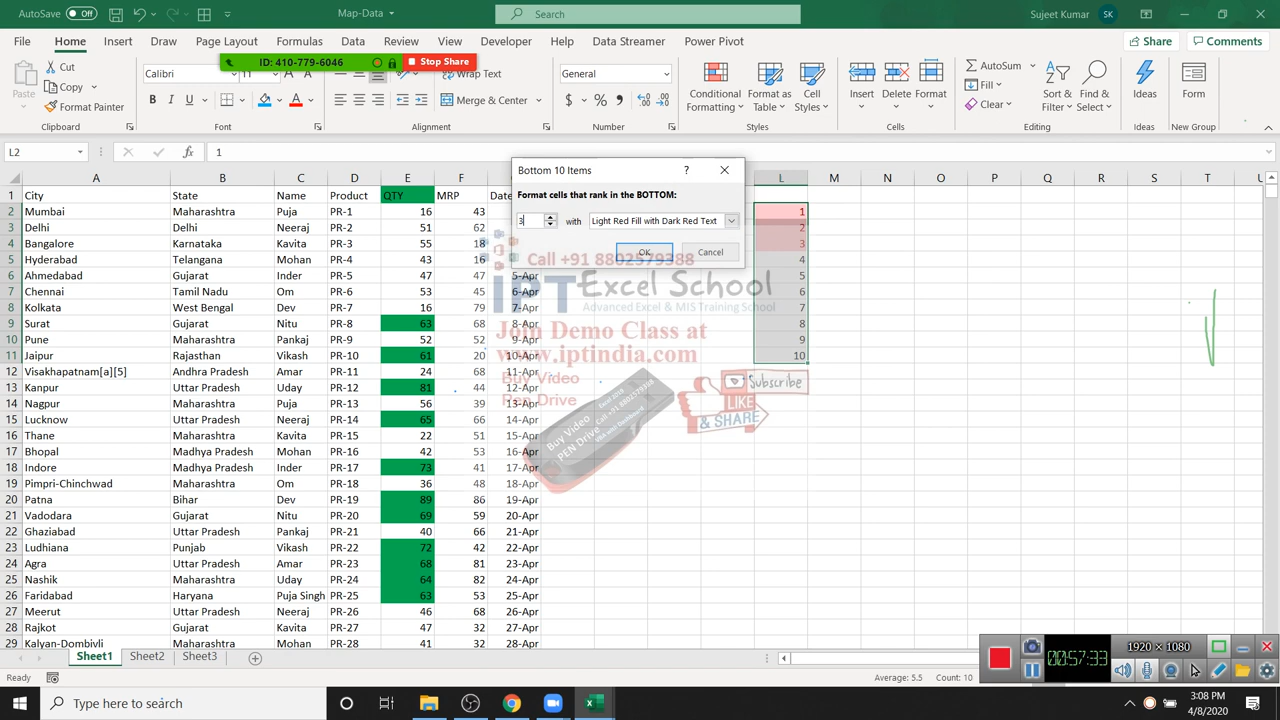 AutoSave Off Map-Data Search Sujeet Kumar SK
File Home Insert Draw Page Layout Formulas Data Review View Developer Help Data Streamer Power Pivot Share Comments
ID: 410-779-6046 Stop Share
Cut Calibri 11 Wrap Text General AutoSum
Copy Fill
Format Painter Merge & Center Clear
Paste Conditional Formatting Format as Table Cell Styles Insert Delete Format Sort & Filter Find & Select Ideas Form
Clipboard Font Alignment Number Styles Cells Editing Ideas New Group
L2 fx 1
A B C D E F L M N O P Q R S T U
1 City State Name Product QTY MRP Date
2 Mumbai Maharashtra Puja PR-1 16 43 1
3 Delhi Delhi Neeraj PR-2 51 62 2
4 Bangalore Karnataka Kavita PR-3 55 18 3
5 Hyderabad Telangana Mohan PR-4 43 16 4
6 Ahmedabad Gujarat Inder PR-5 47 47 5-Apr 5
7 Chennai Tamil Nadu Om PR-6 53 45 6-Apr 6
8 Kolkata West Bengal Dev PR-7 16 79 7-Apr 7
9 Surat Gujarat Nitu PR-8 63 68 8-Apr 8
10 Pune Maharashtra Pankaj PR-9 52 52 9-Apr 9
11 Jaipur Rajasthan Vikash PR-10 61 20 10-Apr 10
12 Visakhapatnam[a][5] Andhra Pradesh Amar PR-11 24 68 11-Apr
13 Kanpur Uttar Pradesh Uday PR-12 81 44 12-Apr
14 Nagpur Maharashtra Puja PR-13 56 39 13-Apr
15 Lucknow Uttar Pradesh Neeraj PR-14 65 54 14-Apr
16 Thane Maharashtra Kavita PR-15 22 51 15-Apr
17 Bhopal Madhya Pradesh Mohan PR-16 42 53 16-Apr
18 Indore Madhya Pradesh Inder PR-17 73 41 17-Apr
19 Pimpri-Chinchwad Maharashtra Om PR-18 36 48 18-Apr
20 Patna Bihar Dev PR-19 89 86 19-Apr
21 Vadodara Gujarat Nitu PR-20 69 59 20-Apr
22 Ghaziabad Uttar Pradesh Pankaj PR-21 40 66 21-Apr
23 Ludhiana Punjab Vikash PR-22 72 42 22-Apr
24 Agra Uttar Pradesh Amar PR-23 68 81 23-Apr
25 Nashik Maharashtra Uday PR-24 64 82 24-Apr
26 Faridabad Haryana Puja Singh PR-25 63 53 25-Apr
27 Meerut Uttar Pradesh Neeraj PR-26 46 68 26-Apr
28 Rajkot Gujarat Kavita PR-27 47 32 27-Apr
29 Kalyan-Dombivli Maharashtra Mohan PR-28 41 32 28-Apr
Bottom 10 Items ?
Format cells that rank in the BOTTOM:
3 with Light Red Fill with Dark Red Text
OK Cancel
Call +91 8802579388
IPT Excel School
Advanced Excel & MIS Training School
Join Demo Class at
www.iptindia.com
Buy Video
Pen Drive
Buy Video
PEN Drive
Subscribe
LIKE
& SHARE
Sheet1 Sheet2 Sheet3
Ready Average: 5.5 Count: 10
00:57:33 1920 × 1080
Type here to search
3:08 PM
4/8/2020